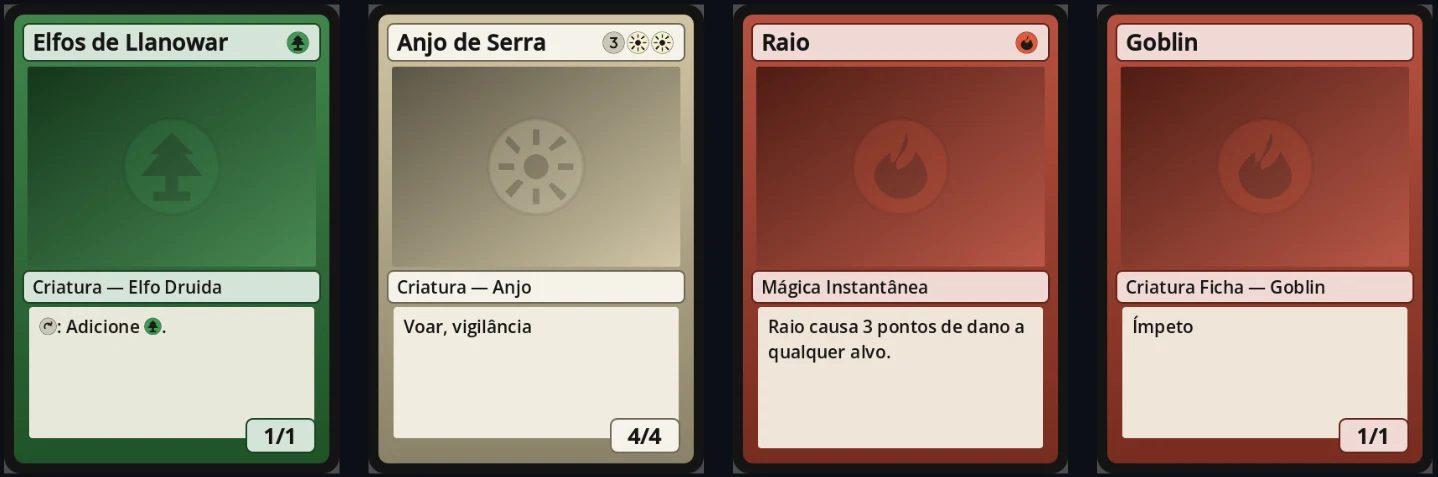 Elfos de Llanowar
Criatura — Elfo Druida
: Adicione .
1/1
Anjo de Serra 3
Criatura — Anjo
Voar, vigilância
4/4
Raio
Mágica Instantânea
Raio causa 3 pontos de dano a
qualquer alvo.
Goblin
Criatura Ficha — Goblin
Ímpeto
1/1